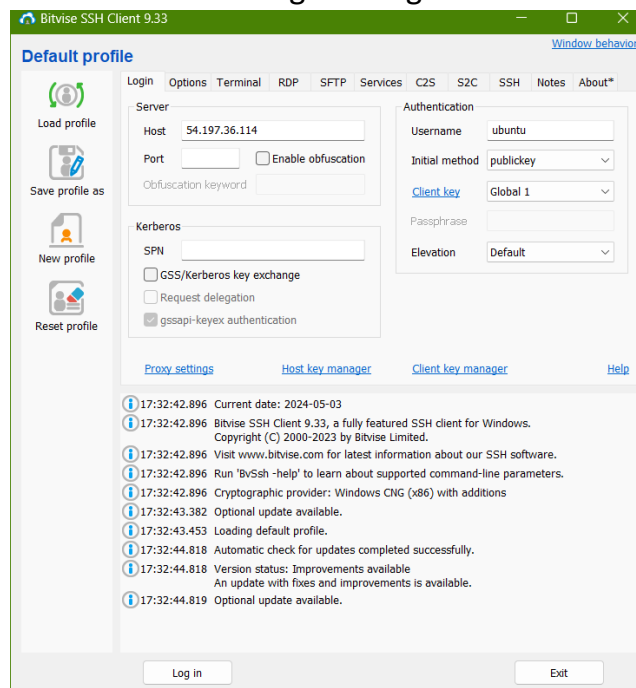 Bitvise SSH Client 9.33
Default profile
Window behavior
Load profile
Save profile as
New profile
Reset profile
Login Options Terminal RDP SFTP Services C2S S2C SSH Notes About*
Server
Host 54.197.36.114
Port Enable obfuscation
Obfuscation keyword
Kerberos
SPN
GSS/Kerberos key exchange
Request delegation
gssapi-keyex authentication
Authentication
Username ubuntu
Initial method publickey
Client key Global 1
Passphrase
Elevation Default
Proxy settings Host key manager Client key manager Help
17:32:42.896 Current date: 2024-05-03
17:32:42.896 Bitvise SSH Client 9.33, a fully featured SSH client for Windows.
Copyright (C) 2000-2023 by Bitvise Limited.
17:32:42.896 Visit www.bitvise.com for latest information about our SSH software.
17:32:42.896 Run 'BvSsh -help' to learn about supported command-line parameters.
17:32:42.896 Cryptographic provider: Windows CNG (x86) with additions
17:32:43.382 Optional update available.
17:32:43.453 Loading default profile.
17:32:44.818 Automatic check for updates completed successfully.
17:32:44.818 Version status: Improvements available
An update with fixes and improvements is available.
17:32:44.819 Optional update available.
Log in Exit